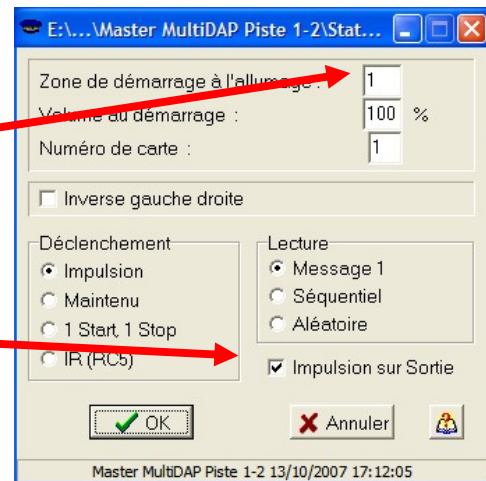 E:\...\Master MultiDAP Piste 1-2\Stat...
Zone de démarrage à l'allumage : 1
Volume au démarrage : 100 %
Numéro de carte : 1
Inverse gauche droite
Déclenchement
Impulsion
Maintenu
1 Start, 1 Stop
IR (RC5)
Lecture
Message 1
Séquentiel
Aléatoire
Impulsion sur Sortie
OK
Annuler
Master MultiDAP Piste 1-2 13/10/2007 17:12:05